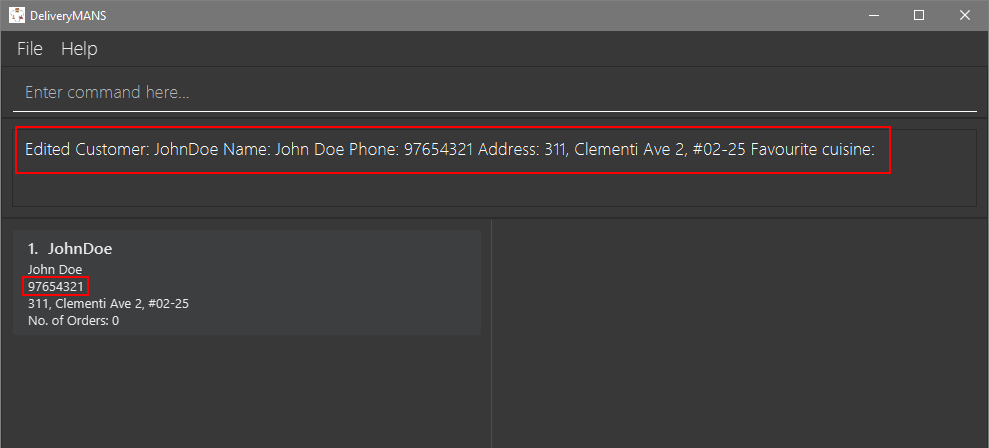 DeliveryMANS
File Help
Enter command here...
Edited Customer: JohnDoe Name: John Doe Phone: 97654321 Address: 311, Clementi Ave 2, #02-25 Favourite cuisine:
1. JohnDoe
John Doe
97654321
311, Clementi Ave 2, #02-25
No. of Orders: 0